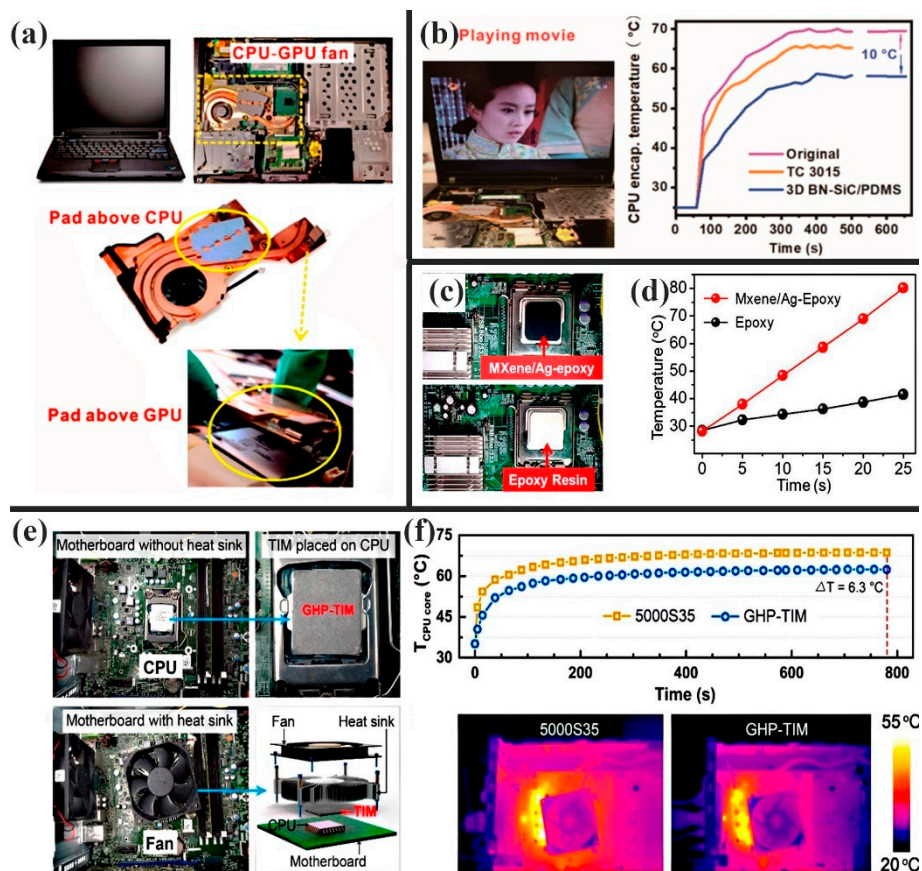 (a)
CPU-GPU fan
Pad above CPU
Pad above GPU
(b)
Playing movie
CPU encap. temperature (°C)
70
60
50
40
30
10 °C
Original
TC 3015
3D BN-SiC/PDMS
0 100 200 300 400 500 600
Time (s)
(c)
MXene/Ag-epoxy
Epoxy Resin
(d)
Temperature (°C)
80
70
60
50
40
30
Mxene/Ag-Epoxy
Epoxy
0 5 10 15 20 25
Time (s)
(e)
Motherboard without heat sink
CPU
TIM placed on CPU
GHP-TIM
Motherboard with heat sink
Fan
Fan
Heat sink
TIM
CPU
Motherboard
(f)
T CPU core (°C)
75
60
45
30
ΔT = 6.3 °C
5000S35
GHP-TIM
0 200 400 600 800
Time (s)
5000S35
GHP-TIM
55 °C
20 °C